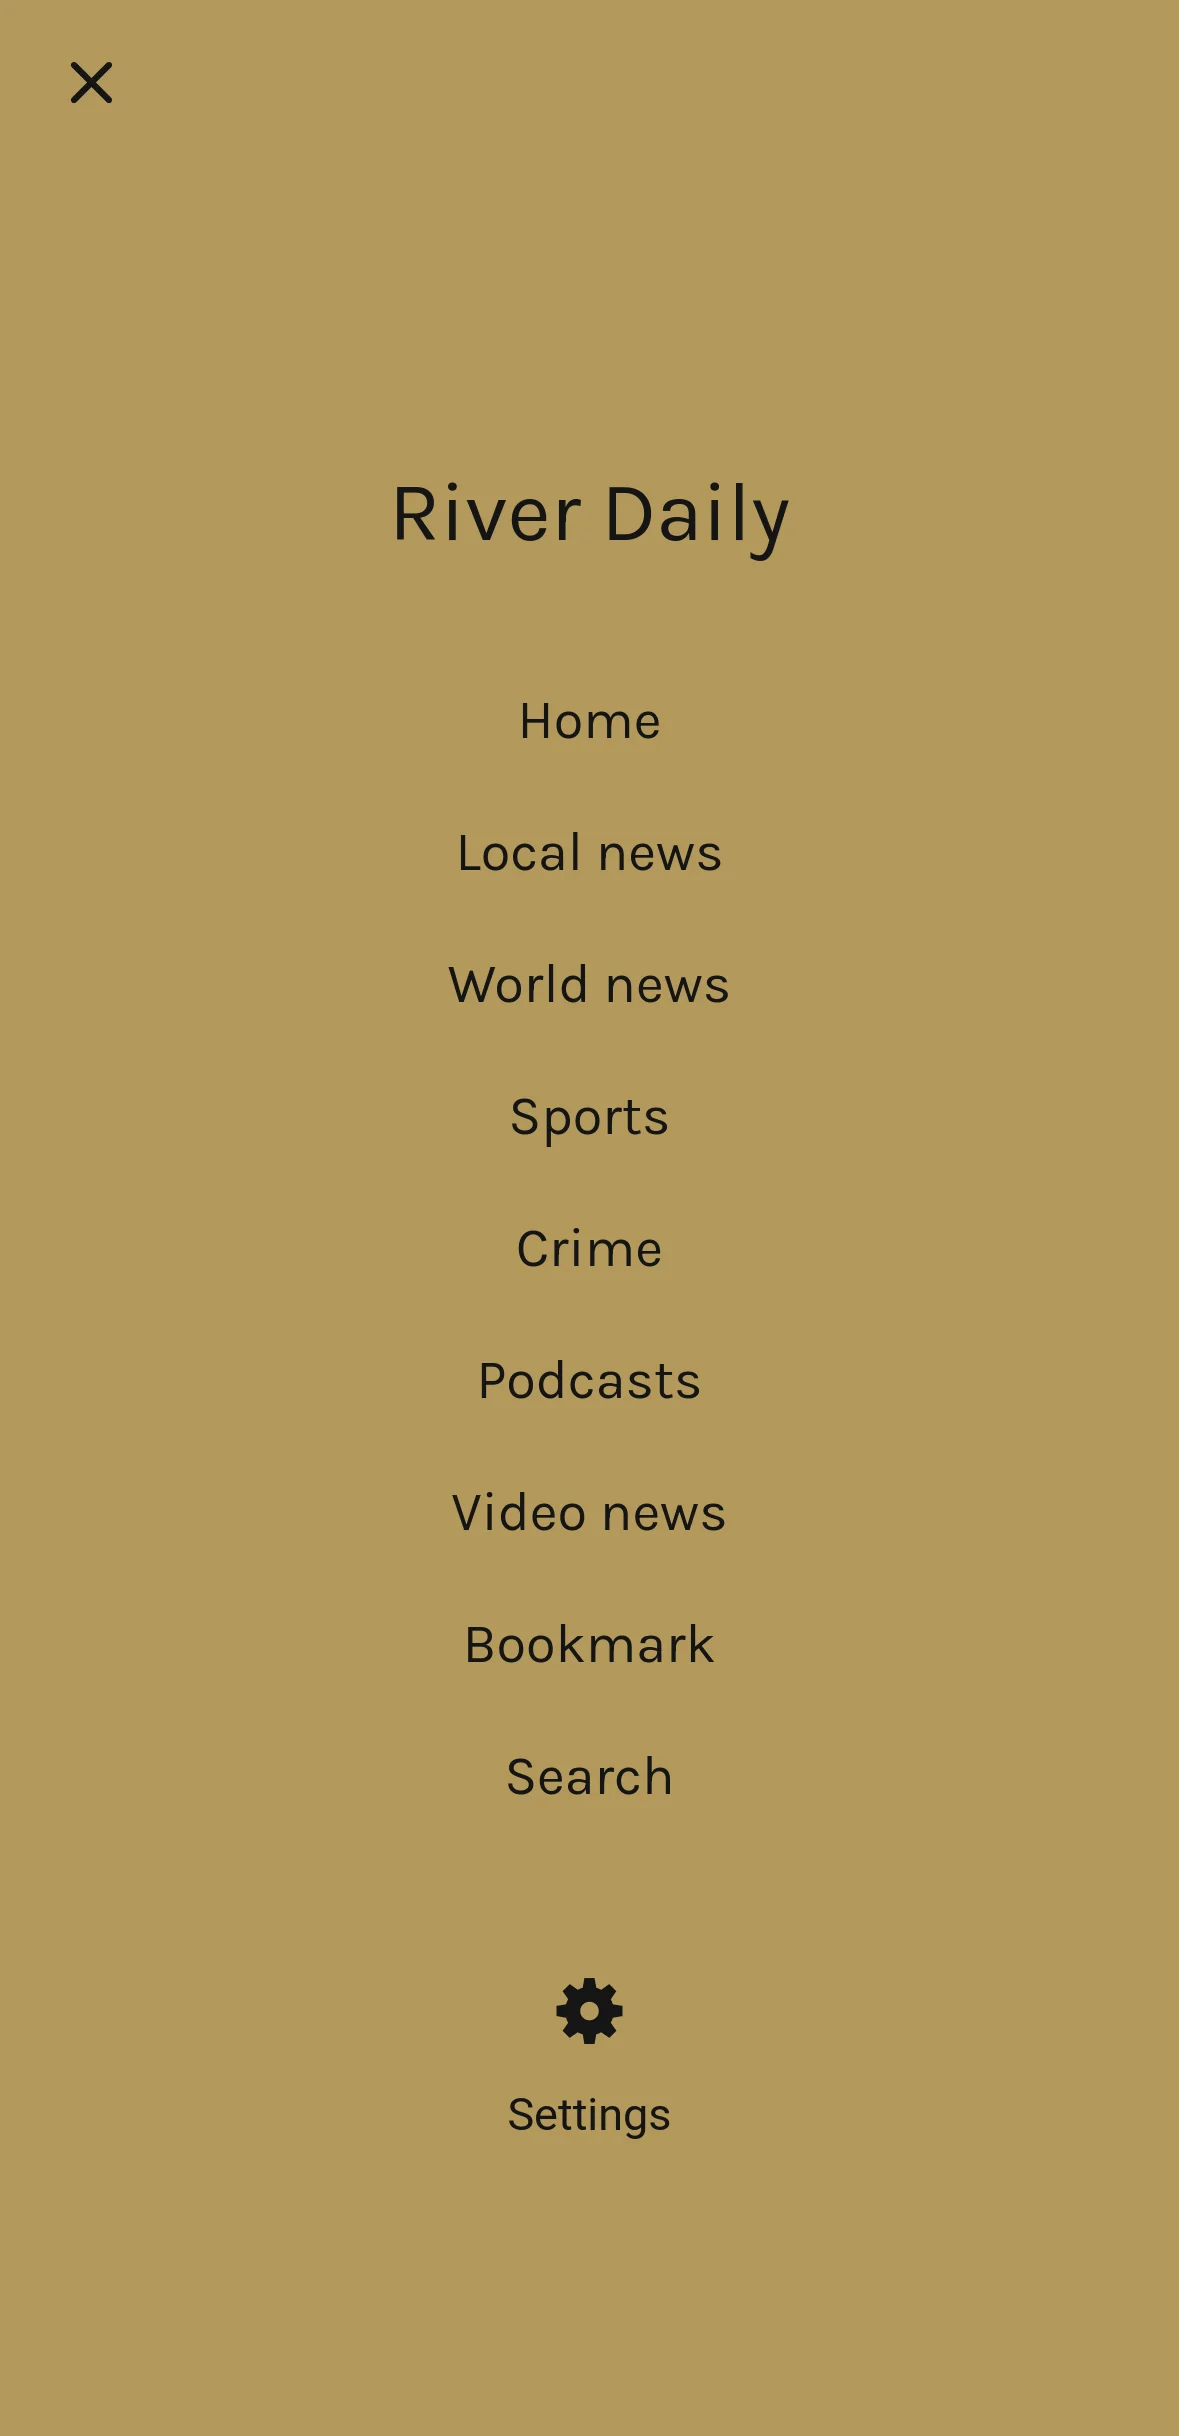 River Daily
Home
Local news
World news
Sports
Crime
Podcasts
Video news
Bookmark
Search
Settings